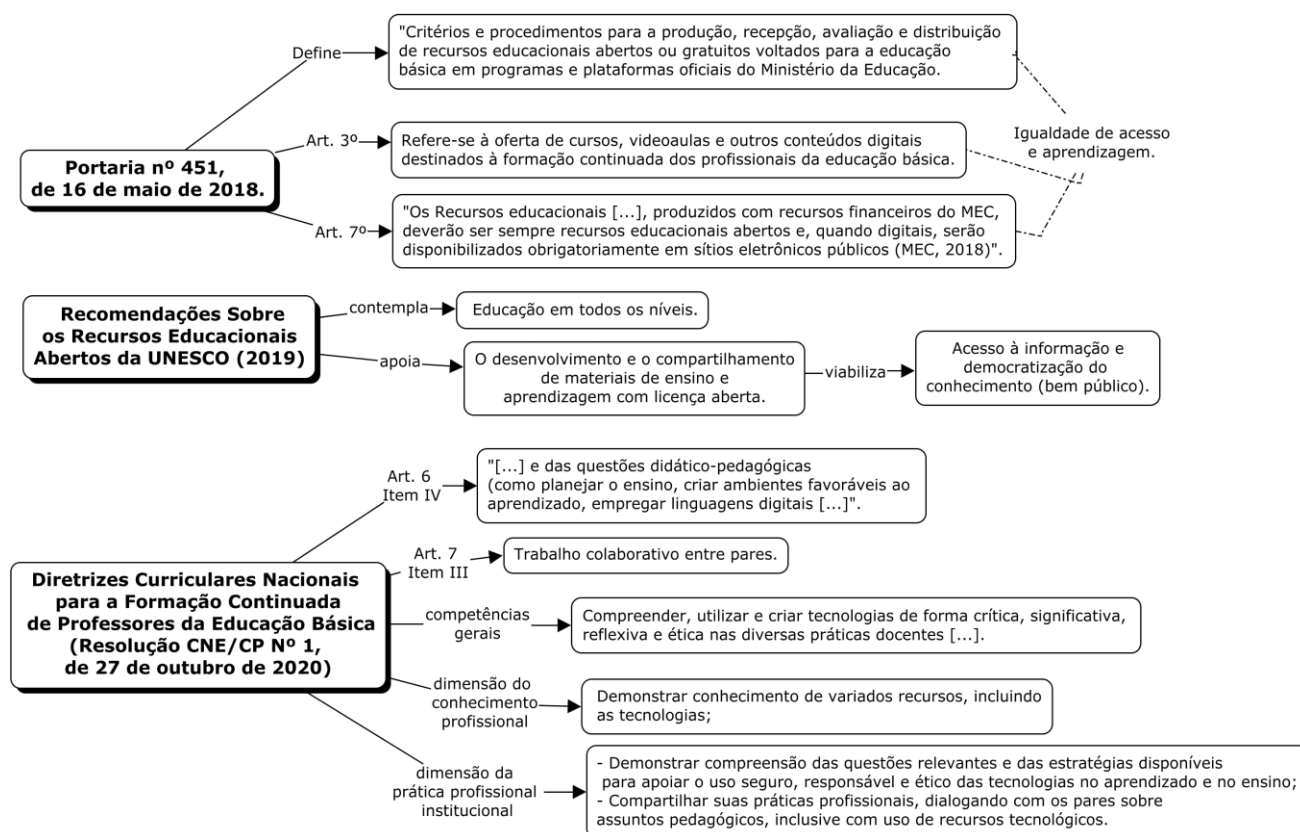 "Critérios e procedimentos para a produção, recepção, avaliação e distribuição
de recursos educacionais abertos ou gratuitos voltados para a educação
básica em programas e plataformas oficiais do Ministério da Educação.
Define
Igualdade de acesso
e aprendizagem.
Art. 3º
Refere-se à oferta de cursos, videoaulas e outros conteúdos digitais
destinados à formação continuada dos profissionais da educação básica.
Portaria nº 451,
de 16 de maio de 2018.
Art. 7º
"Os Recursos educacionais [...], produzidos com recursos financeiros do MEC,
deverão ser sempre recursos educacionais abertos e, quando digitais, serão
disponibilizados obrigatoriamente em sítios eletrônicos públicos (MEC, 2018)".
Recomendações Sobre
os Recursos Educacionais
Abertos da UNESCO (2019)
contempla
Educação em todos os níveis.
apoia
O desenvolvimento e o compartilhamento
de materiais de ensino e
aprendizagem com licença aberta.
viabiliza
Acesso à informação e
democratização do
conhecimento (bem público).
Art. 6
Item IV
"[...] e das questões didático-pedagógicas
(como planejar o ensino, criar ambientes favoráveis ao
aprendizado, empregar linguagens digitais [...]".
Art. 7
Item III
Trabalho colaborativo entre pares.
Diretrizes Curriculares Nacionais
para a Formação Continuada
de Professores da Educação Básica
(Resolução CNE/CP Nº 1,
de 27 de outubro de 2020)
competências
gerais
Compreender, utilizar e criar tecnologias de forma crítica, significativa,
reflexiva e ética nas diversas práticas docentes [...].
dimensão do
conhecimento
profissional
Demonstrar conhecimento de variados recursos, incluindo
as tecnologias;
dimensão da
prática profissional
institucional
- Demonstrar compreensão das questões relevantes e das estratégias disponíveis
para apoiar o uso seguro, responsável e ético das tecnologias no aprendizado e no ensino;
- Compartilhar suas práticas profissionais, dialogando com os pares sobre
assuntos pedagógicos, inclusive com uso de recursos tecnológicos.